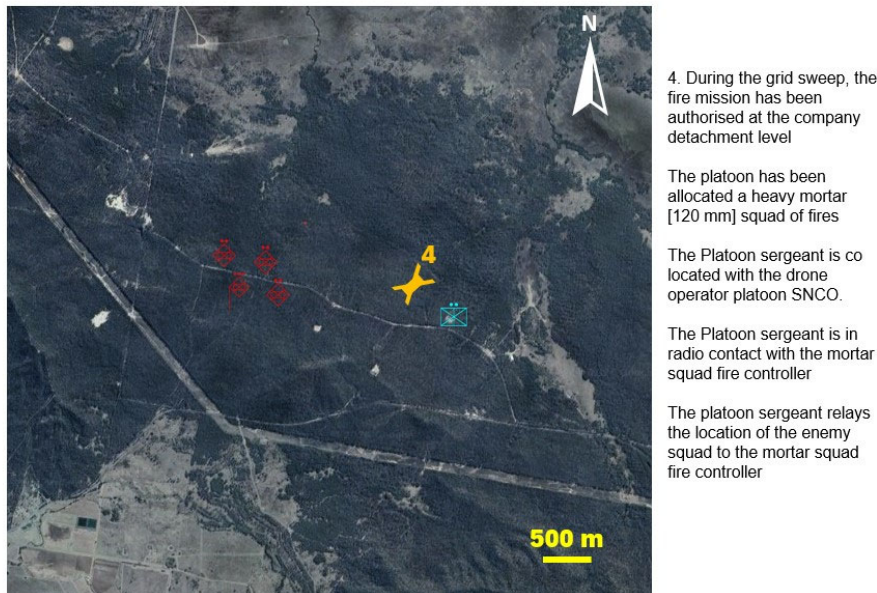 N
4. During the grid sweep, the
fire mission has been
authorised at the company
detachment level
The platoon has been
allocated a heavy mortar
[120 mm] squad of fires
4
The Platoon sergeant is co
located with the drone
operator platoon SNCO.
The Platoon sergeant is in
radio contact with the mortar
squad fire controller
The platoon sergeant relays
the location of the enemy
squad to the mortar squad
fire controller
500 m